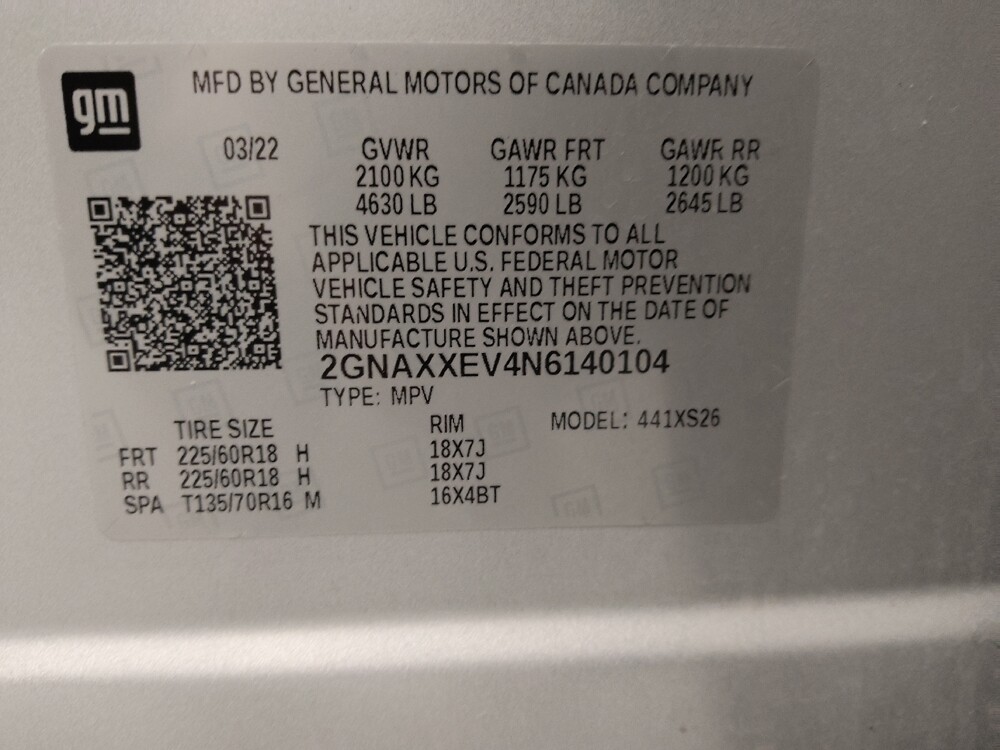 gm
MFD BY GENERAL MOTORS OF CANADA COMPANY
03/22 GVWR GAWR FRT GAWR RR
2100 KG 1175 KG 1200 KG
4630 LB 2590 LB 2645 LB
THIS VEHICLE CONFORMS TO ALL
APPLICABLE U.S. FEDERAL MOTOR
VEHICLE SAFETY AND THEFT PREVENTION
STANDARDS IN EFFECT ON THE DATE OF
MANUFACTURE SHOWN ABOVE.
2GNAXXEV4N6140104
TYPE: MPV
TIRE SIZE RIM MODEL: 441XS26
FRT 225/60R18 H 18X7J
RR 225/60R18 H 18X7J
SPA T135/70R16 M 16X4BT